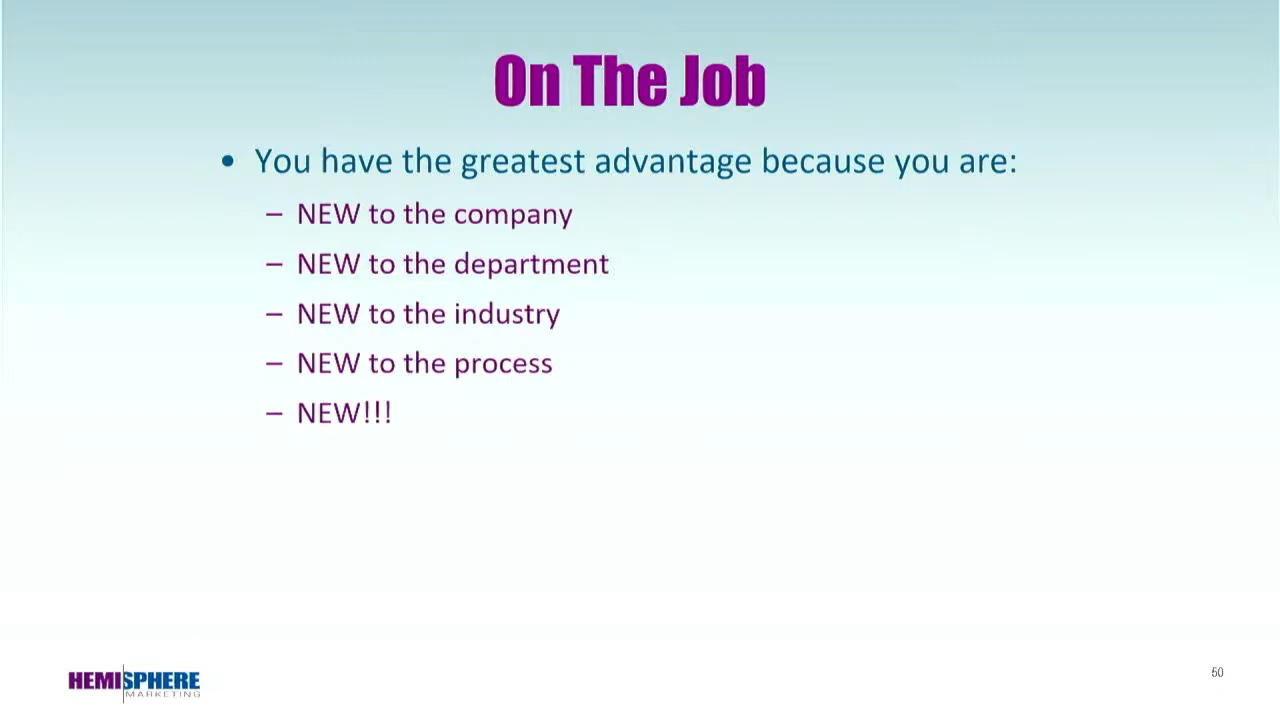 On The Job
• You have the greatest advantage because you are:
– NEW to the company
– NEW to the department
– NEW to the industry
– NEW to the process
– NEW!!!
HEMISPHERE
MARKETING
50